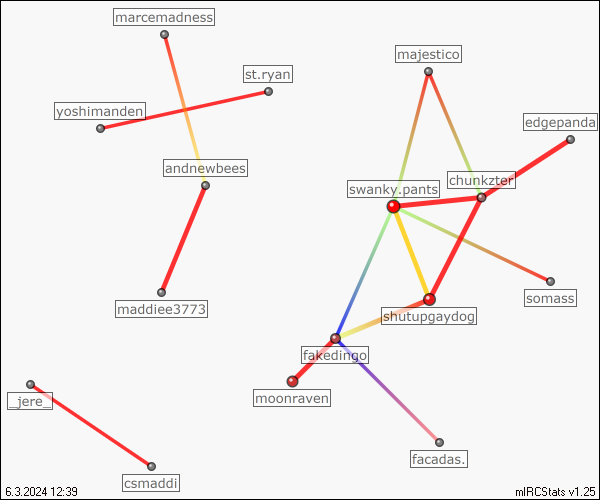 marcemadness
majestico
st.ryan
yoshimanden
edgepanda
andnewbees
chunkzter
swanky.pants
maddiee3773
somass
shutupgaydog
fakedingo
moonraven
_jere_
facadas.
csmaddi
6.3.2024 12:39
mIRCStats v1.25